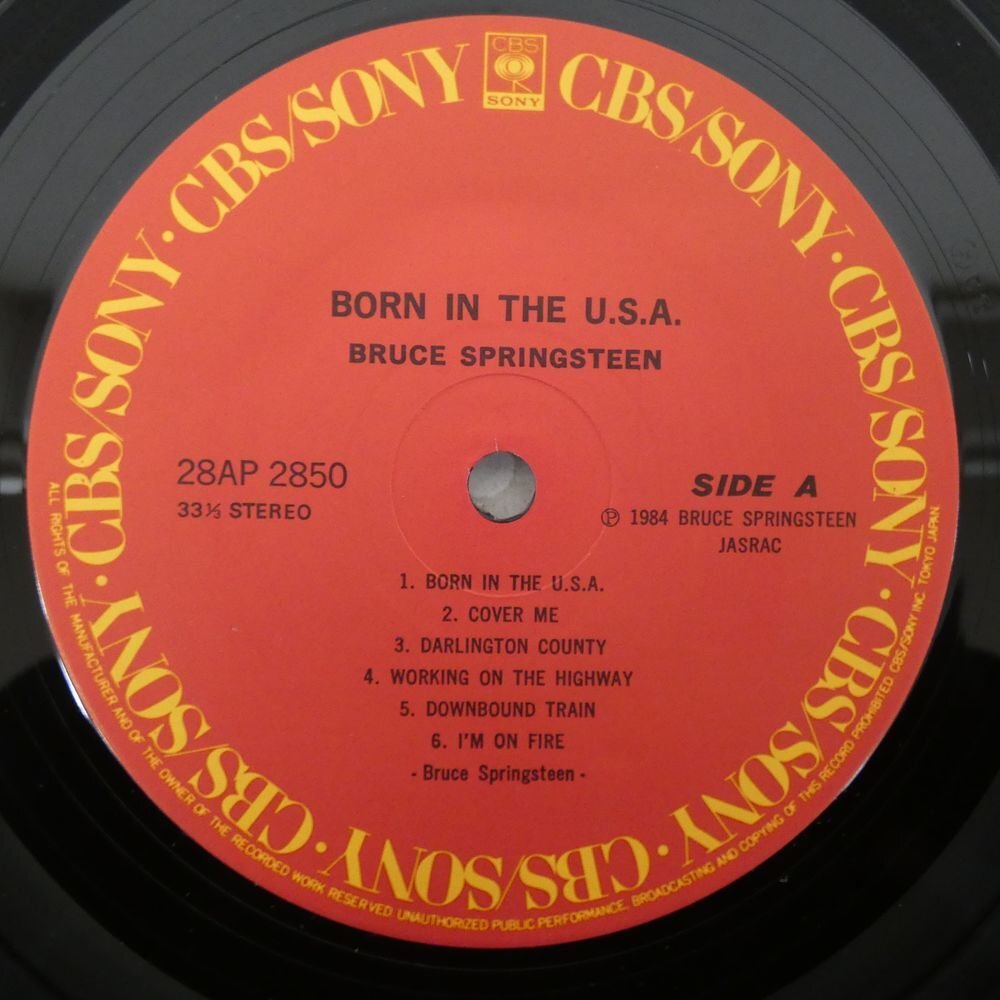 CBS
SONY
CBS/SONY · CBS/SONY · CBS/SONY · CBS/SONY · CBS/SONY · CBS/SONY · CBS/SONY · CBS/SONY · CBS/SONY
BORN IN THE U.S.A.
BRUCE SPRINGSTEEN
28AP 2850
33⅓ STEREO
SIDE A
Ⓟ 1984 BRUCE SPRINGSTEEN
JASRAC
1. BORN IN THE U.S.A.
2. COVER ME
3. DARLINGTON COUNTY
4. WORKING ON THE HIGHWAY
5. DOWNBOUND TRAIN
6. I'M ON FIRE
- Bruce Springsteen -
ALL RIGHTS OF THE MANUFACTURER AND OF THE OWNER OF THE RECORDED WORK RESERVED UNAUTHORIZED PUBLIC PERFORMANCE, BROADCASTING AND COPYING OF THIS RECORD PROHIBITED CBS/SONY INC TOKYO JAPAN